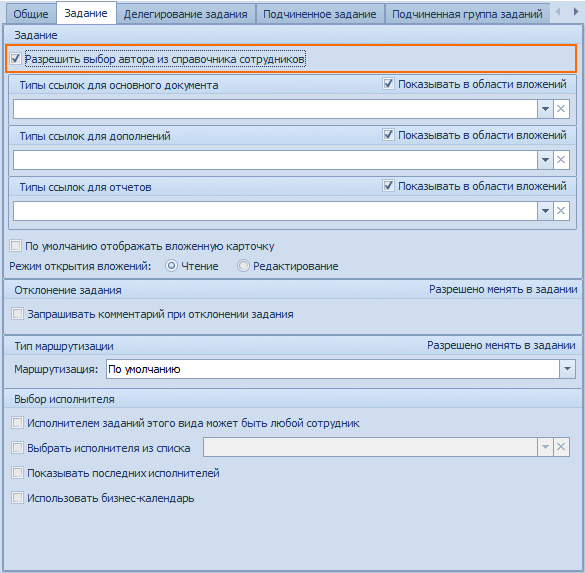 Общие Задание Делегирование задания Подчиненное задание Подчиненная группа заданий
Задание
Разрешить выбор автора из справочника сотрудников
Типы ссылок для основного документа Показывать в области вложений
Типы ссылок для дополнений Показывать в области вложений
Типы ссылок для отчетов Показывать в области вложений
По умолчанию отображать вложенную карточку
Режим открытия вложений: Чтение Редактирование
Отклонение задания Разрешено менять в задании
Запрашивать комментарий при отклонении задания
Тип маршрутизации Разрешено менять в задании
Маршрутизация: По умолчанию
Выбор исполнителя
Исполнителем заданий этого вида может быть любой сотрудник
Выбрать исполнителя из списка
Показывать последних исполнителей
Использовать бизнес-календарь